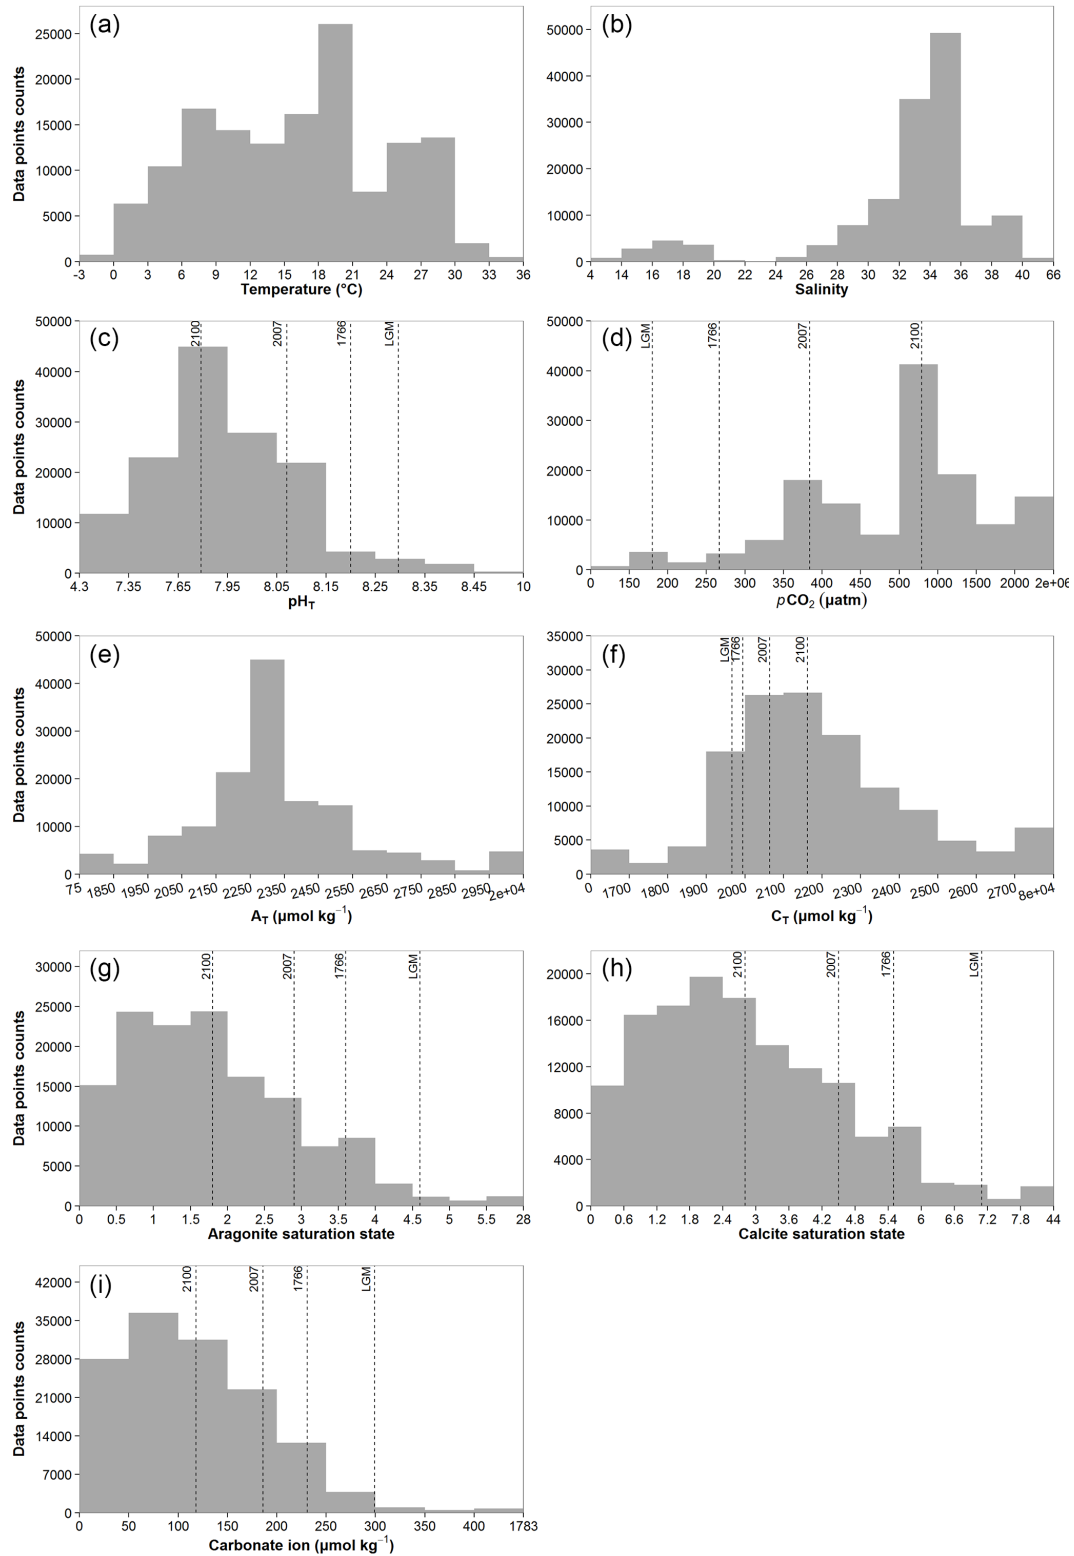 (a)
Data points counts
25000
20000
15000
10000
5000
0
-3 0 3 6 9 12 15 18 21 24 27 30 33 36
Temperature (°C)
(b)
50000
40000
30000
20000
10000
0
4 14 16 18 20 22 24 26 28 30 32 34 36 38 40 66
Salinity
(c)
2100 2007 1766 LGM
Data points counts
50000
40000
30000
20000
10000
0
4.3 7.35 7.65 7.95 8.05 8.15 8.25 8.35 8.45 10
pHT
(d)
LGM 1766 2007 2100
50000
40000
30000
20000
10000
0
0 150 200 250 300 350 400 450 500 1000 1500 2000 2e+06
pCO2 (µatm)
(e)
Data points counts
50000
40000
30000
20000
10000
0
75 1850 1950 2050 2150 2250 2350 2450 2550 2650 2750 2850 2950 2e+04
AT (µmol kg−1)
(f)
LGM 1766 2007 2100
35000
30000
25000
20000
15000
10000
5000
0
0 1700 1800 1900 2000 2100 2200 2300 2400 2500 2600 2700 8e+04
CT (µmol kg−1)
(g)
2100 2007 1766 LGM
Data points counts
30000
25000
20000
15000
10000
5000
0
0 0.5 1 1.5 2 2.5 3 3.5 4 4.5 5 5.5 28
Aragonite saturation state
(h)
2100 2007 1766 LGM
20000
16000
12000
8000
4000
0
0 0.6 1.2 1.8 2.4 3 3.6 4.2 4.8 5.4 6 6.6 7.2 7.8 44
Calcite saturation state
(i)
2100 2007 1766 LGM
Data points counts
42000
35000
28000
21000
14000
7000
0
0 50 100 150 200 250 300 350 400 1783
Carbonate ion (µmol kg−1)